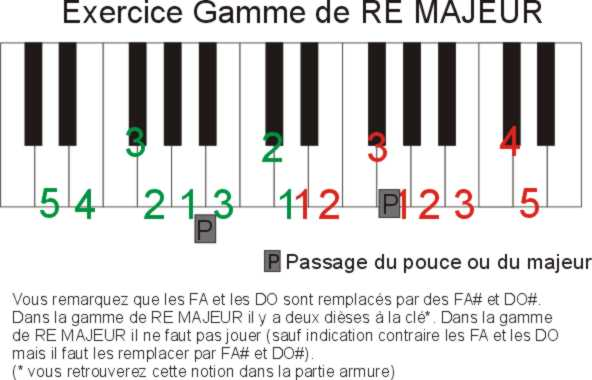 Exercice Gamme de RE MAJEUR
3 2 3 4
5 4 2 1 3 1 1 2 P 1 2 3 5
P
P Passage du pouce ou du majeur
Vous remarquez que les FA et les DO sont remplacés par des FA# et DO#.
Dans la gamme de RE MAJEUR il y a deux dièses á la clé*. Dans la gamme
de RE MAJEUR il ne faut pas jouer (sauf indication contraire les FA et les DO
mais il faut les remplacer par FA# et DO#).
(* vous retrouverez cette notion dans la partie armure)